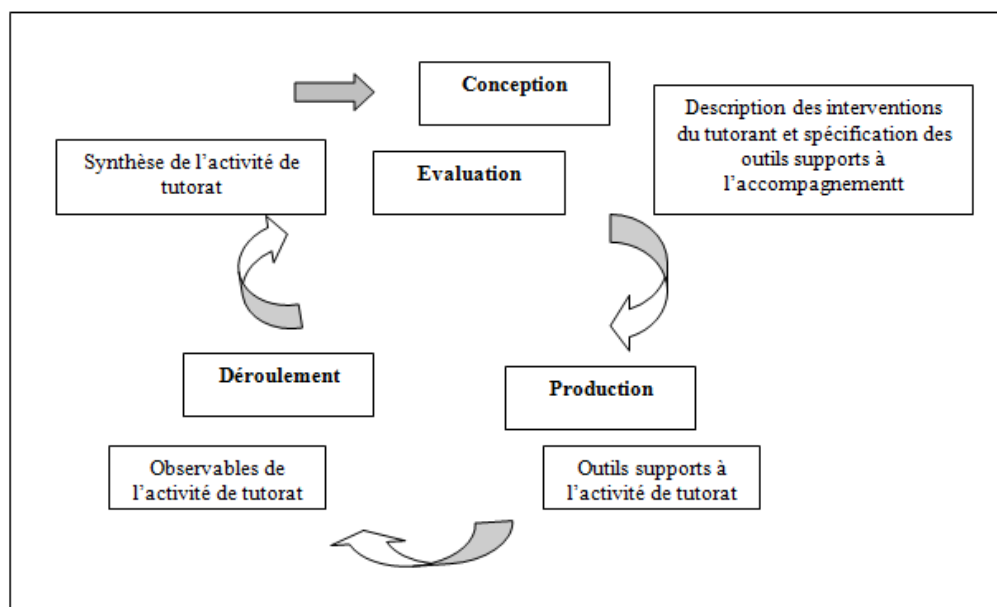 Conception
Description des interventions
du tutorant et spécification des
outils supports à
l'accompagnementt
Synthèse de l'activité de
tutorat
Evaluation
Déroulement
Production
Observables de
l'activité de tutorat
Outils supports à
l'activité de tutorat